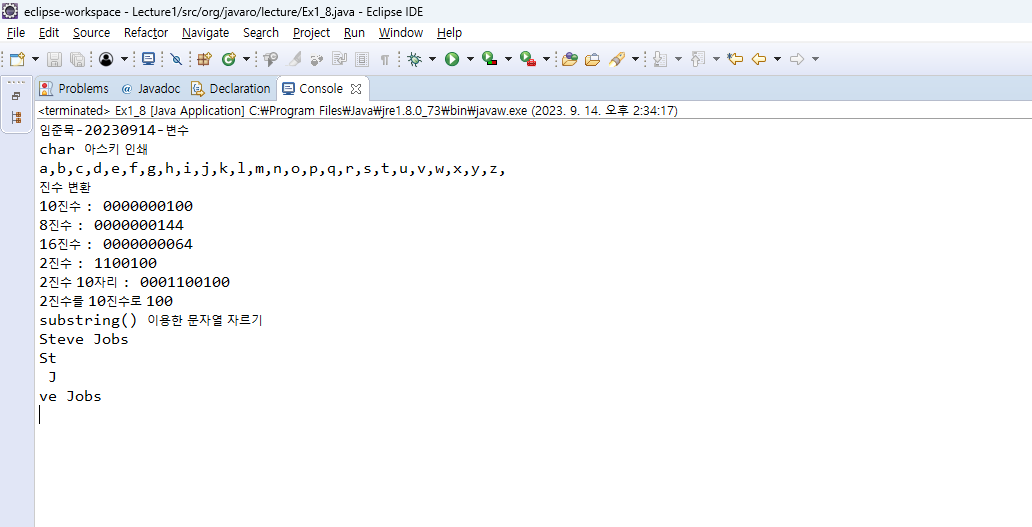 eclipse-workspace - Lecture1/src/org/javaro/lecture/Ex1_8.java - Eclipse IDE
File Edit Source Refactor Navigate Search Project Run Window Help
Problems @ Javadoc Declaration Console
<terminated> Ex1_8 [Java Application] C:₩Program Files₩Java₩jre1.8.0_73₩bin₩javaw.exe (2023. 9. 14. 오후 2:34:17)
임준묵-20230914-변수
char 아스키 인쇄
a,b,c,d,e,f,g,h,i,j,k,l,m,n,o,p,q,r,s,t,u,v,w,x,y,z,
진수 변환
10진수 : 0000000100
8진수 : 0000000144
16진수 : 0000000064
2진수 : 1100100
2진수 10자리 : 0001100100
2진수를 10진수로 100
substring() 이용한 문자열 자르기
Steve Jobs
St
 J
ve Jobs